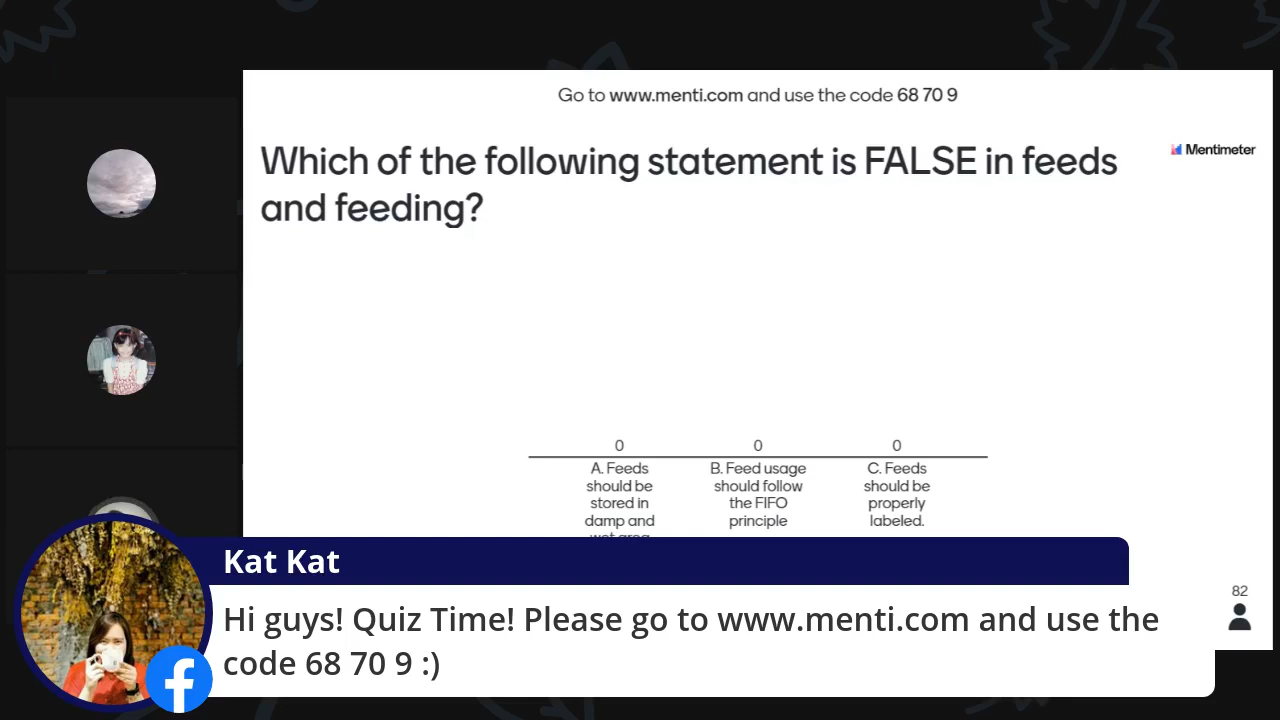 Go to www.menti.com and use the code 68 70 9
Which of the following statement is FALSE in feeds
and feeding?
Mentimeter
0
0
0
A. Feeds
should be
stored in
damp and
wet area
B. Feed usage
should follow
the FIFO
principle
C. Feeds
should be
properly
labeled.
82
Kat Kat
Hi guys! Quiz Time! Please go to www.menti.com and use the
code 68 70 9 :)